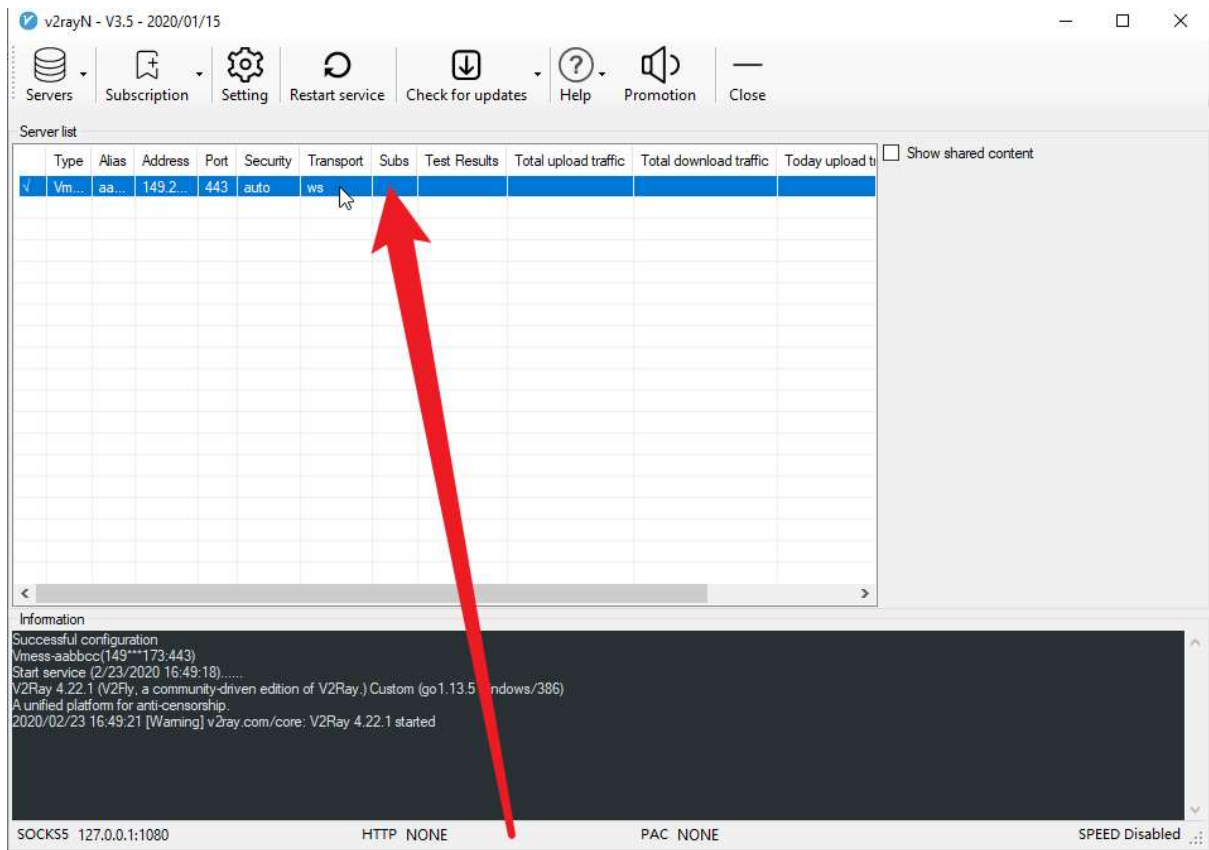 v2rayN - V3.5 - 2020/01/15
Servers Subscription Setting Restart service Check for updates Help Promotion Close
Server list
Type Alias Address Port Security Transport Subs Test Results Total upload traffic Total download traffic Today upload
Show shared content
√ Vm... aa... 149.2... 443 auto ws
Information
Successful configuration
Vmess-aabbcc(149***173:443)
Start service (2/23/2020 16:49:18)......
V2Ray 4.22.1 (V2Fly, a community-driven edition of V2Ray.) Custom (go1.13.5 ndows/386)
A unified platform for anti-censorship.
2020/02/23 16:49:21 [Warning] v2ray.com/core: V2Ray 4.22.1 started
SOCKS5 127.0.0.1:1080 HTTP NONE PAC NONE SPEED Disabled